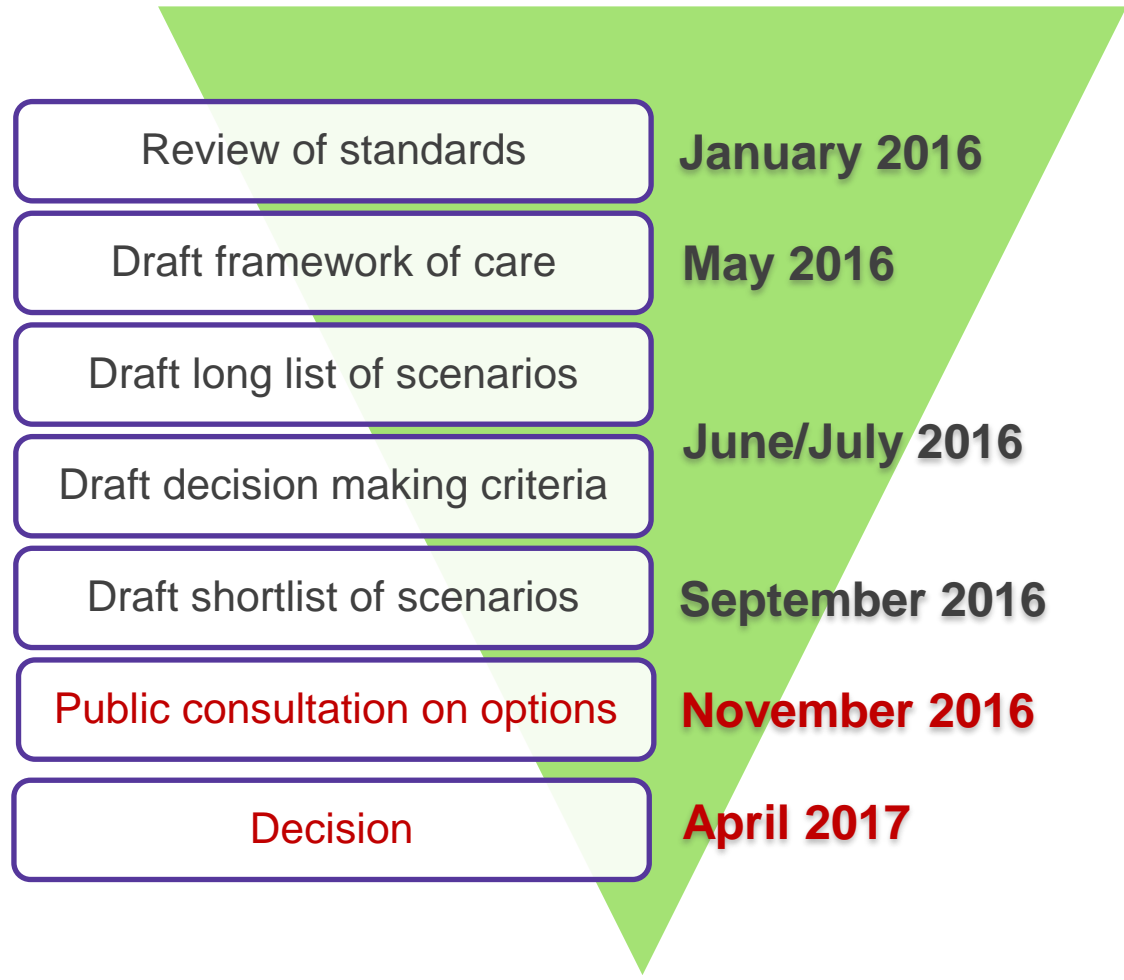 Review of standards
January 2016
Draft framework of care
May 2016
Draft long list of scenarios
June/July 2016
Draft decision making criteria
Draft shortlist of scenarios
September 2016
Public consultation on options
November 2016
Decision
April 2017